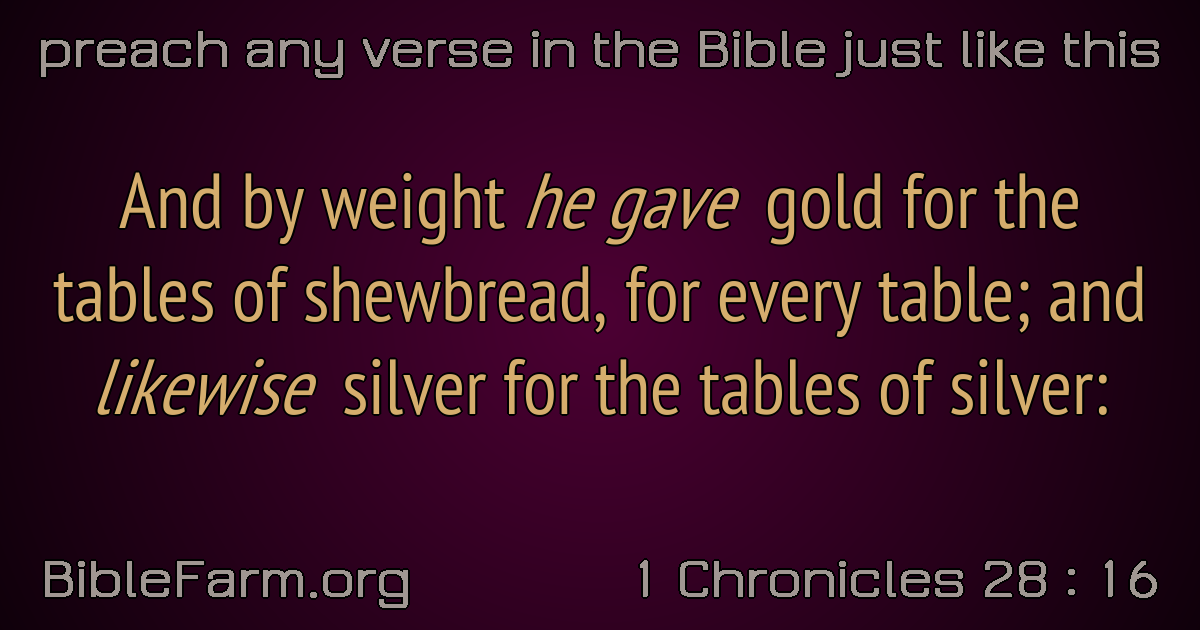 preach any verse in the Bible just like this
And by weight he gave gold for the
tables of shewbread, for every table; and
likewise silver for the tables of silver:
BibleFarm.org
1 Chronicles 28 : 16